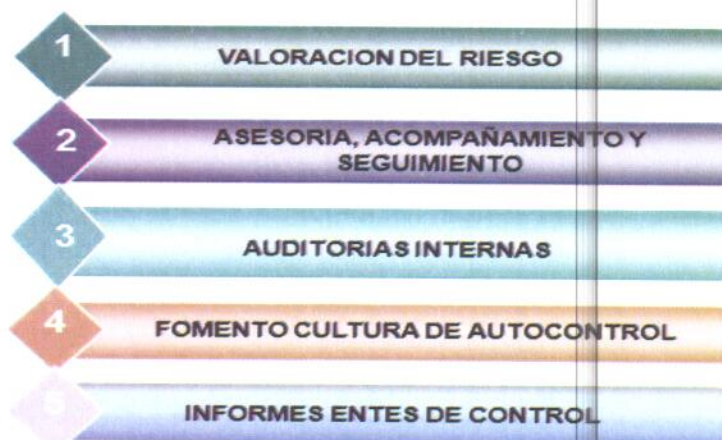 1
VALORACION DEL RIESGO
2
ASESORIA, ACOMPAÑAMIENTO Y
SEGUIMIENTO
3
AUDITORIAS INTERNAS
4
FOMENTO CULTURA DE AUTOCONTROL
5
INFORMES ENTES DE CONTROL